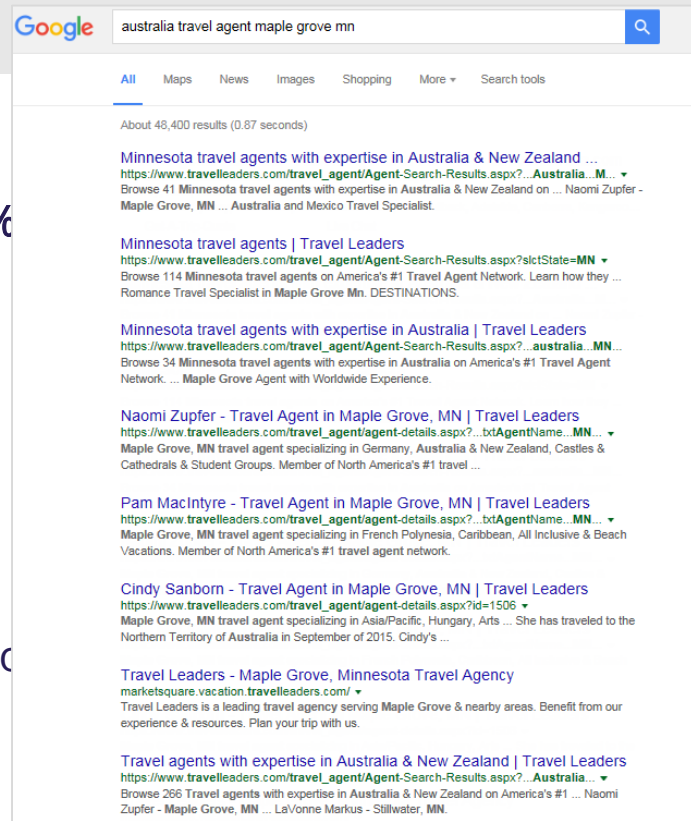 Google
australia travel agent maple grove mn
All Maps News Images Shopping More Search tools
About 48,400 results (0.87 seconds)
Minnesota travel agents with expertise in Australia & New Zealand ...
https://www.travelleaders.com/travel_agent/Agent-Search-Results.aspx?...Australia...M...
Browse 41 Minnesota travel agents with expertise in Australia & New Zealand on ... Naomi Zupfer -
Maple Grove, MN ... Australia and Mexico Travel Specialist.
%
Minnesota travel agents | Travel Leaders
https://www.travelleaders.com/travel_agent/Agent-Search-Results.aspx?slctState=MN
Browse 114 Minnesota travel agents on America's #1 Travel Agent Network. Learn how they ...
Romance Travel Specialist in Maple Grove Mn. DESTINATIONS.
Minnesota travel agents with expertise in Australia | Travel Leaders
https://www.travelleaders.com/travel_agent/Agent-Search-Results.aspx?...australia...MN...
Browse 34 Minnesota travel agents with expertise in Australia on America's #1 Travel Agent
Network. ... Maple Grove Agent with Worldwide Experience.
Naomi Zupfer - Travel Agent in Maple Grove, MN | Travel Leaders
https://www.travelleaders.com/travel_agent/agent-details.aspx?...txtAgentName...MN...
Maple Grove, MN travel agent specializing in Germany, Australia & New Zealand, Castles &
Cathedrals & Student Groups. Member of North America's #1 travel ...
Pam MacIntyre - Travel Agent in Maple Grove, MN | Travel Leaders
https://www.travelleaders.com/travel_agent/agent-details.aspx?...txtAgentName...MN...
Maple Grove, MN travel agent specializing in French Polynesia, Caribbean, All Inclusive & Beach
Vacations. Member of North America's #1 travel agent network.
Cindy Sanborn - Travel Agent in Maple Grove, MN | Travel Leaders
https://www.travelleaders.com/travel_agent/agent-details.aspx?id=1506
Maple Grove, MN travel agent specializing in Asia/Pacific, Hungary, Arts ... She has traveled to the
Northern Territory of Australia in September of 2015. Cindy's ...
Travel Leaders - Maple Grove, Minnesota Travel Agency
marketsquare.vacation.travelleaders.com/
Travel Leaders is a leading travel agency serving Maple Grove & nearby areas. Benefit from our
experience & resources. Plan your trip with us.
Travel agents with expertise in Australia & New Zealand | Travel Leaders
https://www.travelleaders.com/travel_agent/Agent-Search-Results.aspx?...Australia...
Browse 266 Travel agents with expertise in Australia & New Zealand on America's #1 ... Naomi
Zupfer - Maple Grove, MN ... LaVonne Markus - Stillwater, MN.